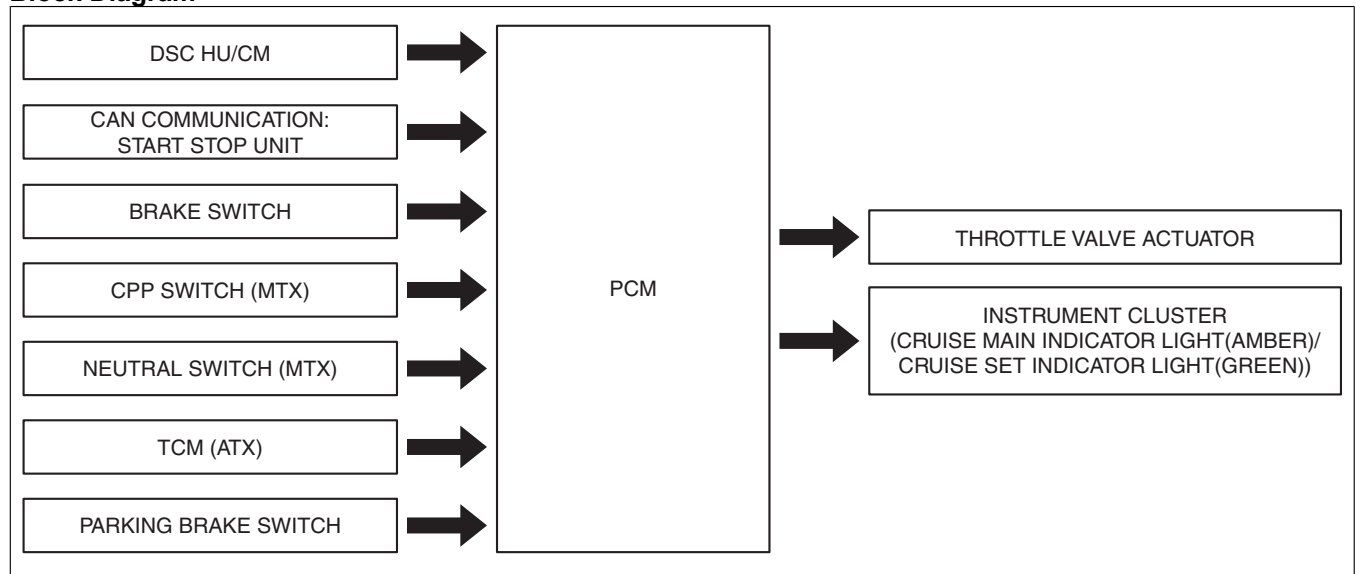 Block Diagram
DSC HU/CM
CAN COMMUNICATION:
START STOP UNIT
BRAKE SWITCH
CPP SWITCH (MTX)
NEUTRAL SWITCH (MTX)
TCM (ATX)
PARKING BRAKE SWITCH
PCM
THROTTLE VALVE ACTUATOR
INSTRUMENT CLUSTER
(CRUISE MAIN INDICATOR LIGHT(AMBER)/
CRUISE SET INDICATOR LIGHT(GREEN))